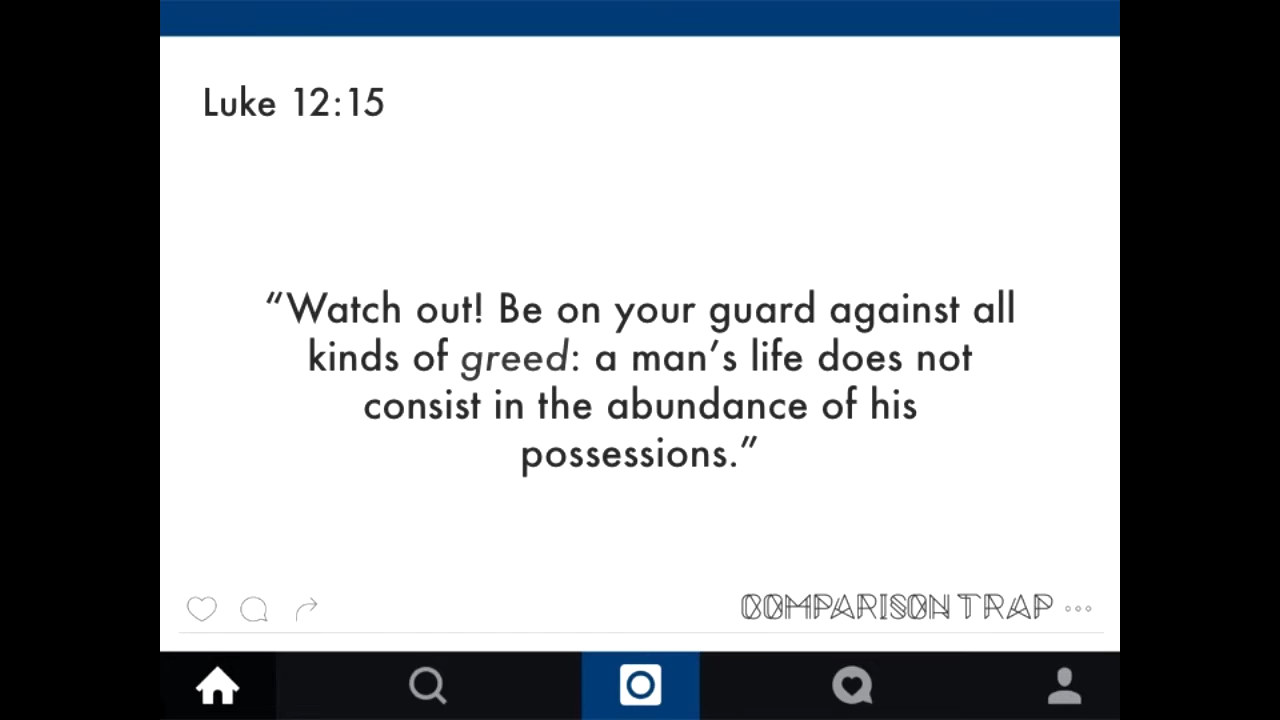 Luke 12:15
“Watch out! Be on your guard against all
kinds of greed: a man’s life does not
consist in the abundance of his
possessions.”
COMPARISON TRAP